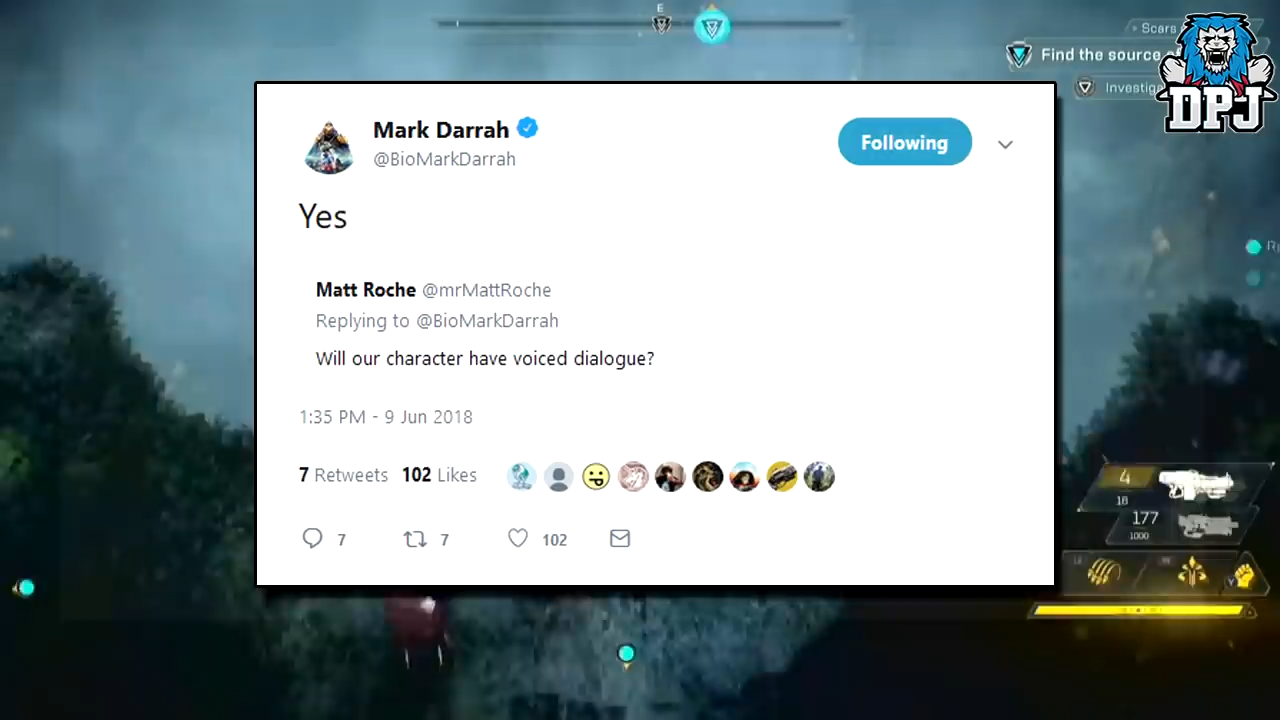 E
Scars
Find the source
Investiga
DPJ
Mark Darrah
@BioMarkDarrah
Following
Yes
Matt Roche @mrMattRoche
Replying to @BioMarkDarrah
Will our character have voiced dialogue?
1:35 PM - 9 Jun 2018
7 Retweets 102 Likes
7 7 102
4
18
177
1000